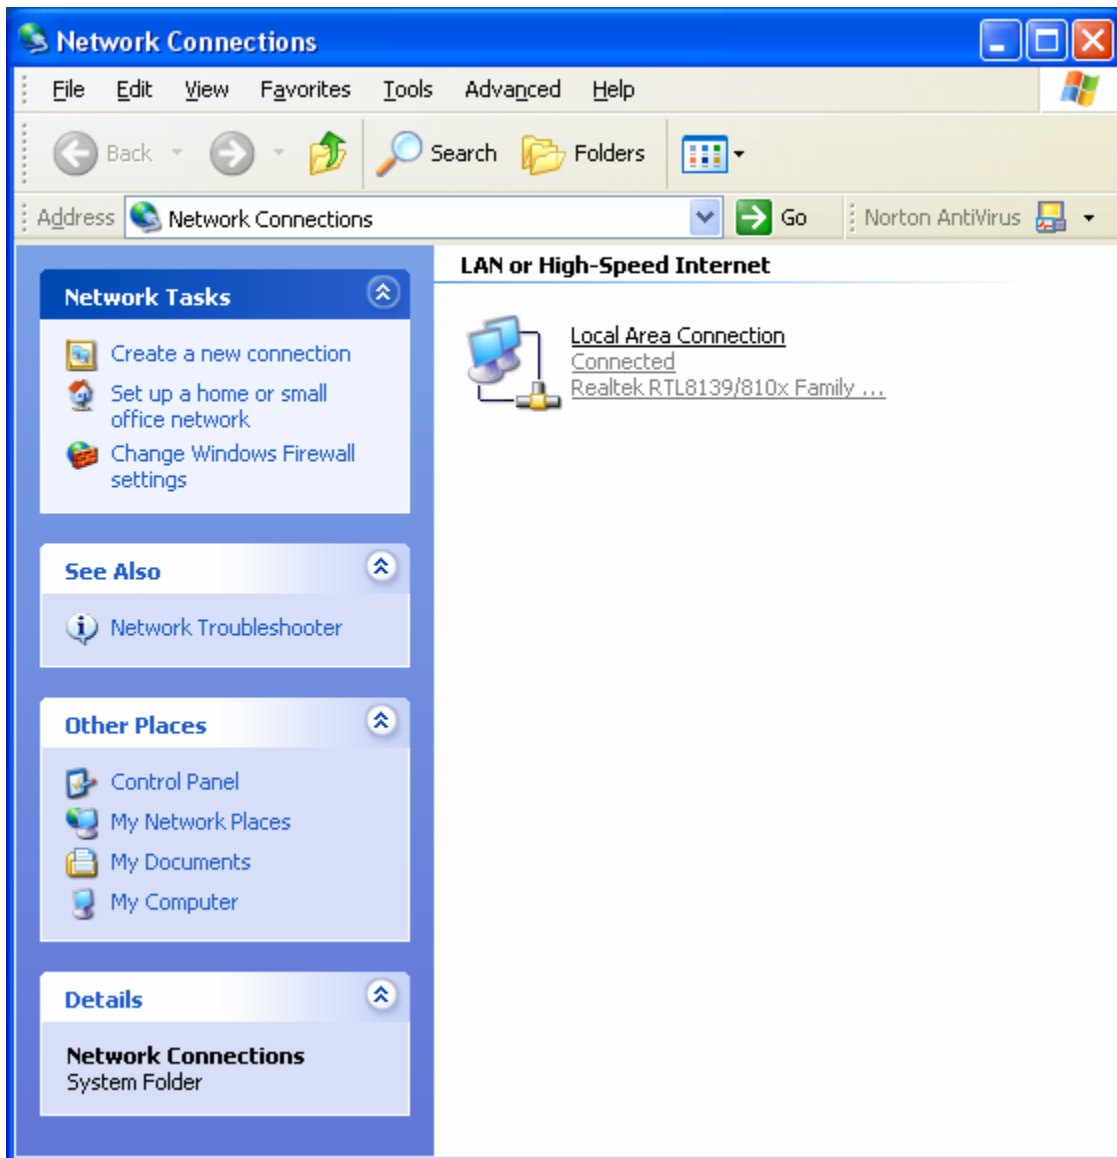 Network Connections
File Edit View Favorites Tools Advanced Help
Back Search Folders
Address Network Connections Go Norton AntiVirus
Network Tasks
Create a new connection
Set up a home or small
office network
Change Windows Firewall
settings
See Also
Network Troubleshooter
Other Places
Control Panel
My Network Places
My Documents
My Computer
Details
Network Connections
System Folder
LAN or High-Speed Internet
Local Area Connection
Connected
Realtek RTL8139/810x Family ...